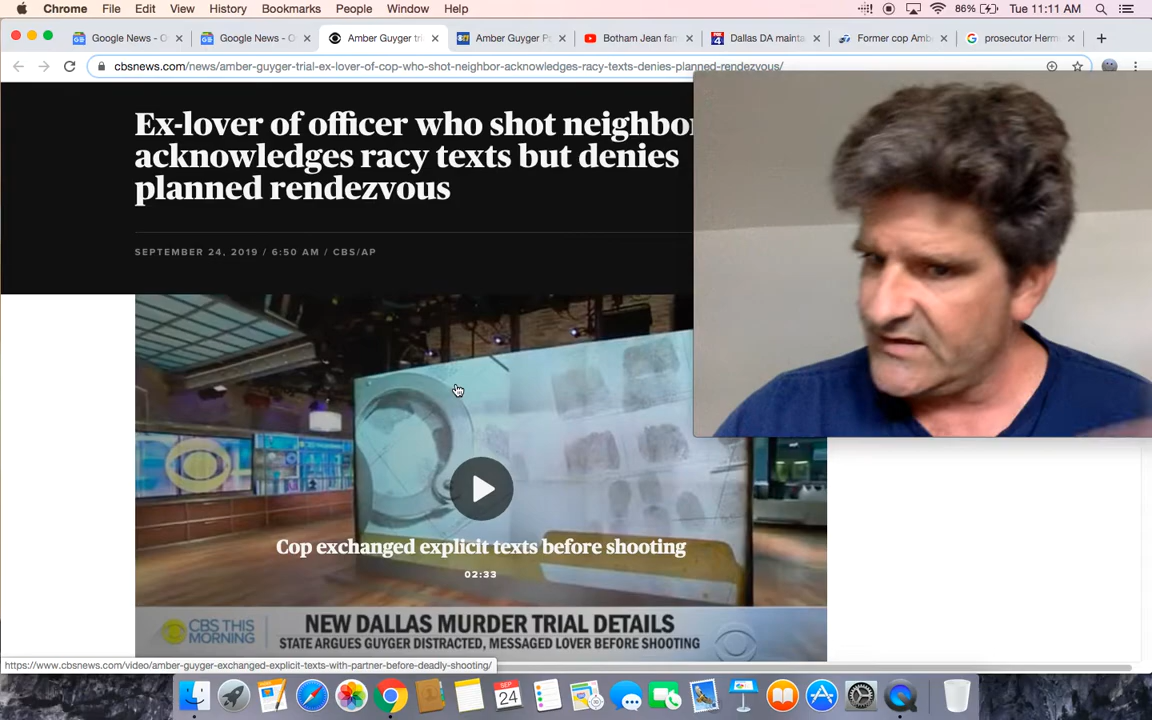 Chrome File Edit View History Bookmarks People Window Help 86% Tue 11:11 AM
Google News - G Google News - G Amber Guyger tri Amber Guyger P Botham Jean fam Dallas DA mainta Former cop Amb prosecutor Herm
cbsnews.com/news/amber-guyger-trial-ex-lover-of-cop-who-shot-neighbor-acknowledges-racy-texts-denies-planned-rendezvous/
Ex-lover of officer who shot neighbor
acknowledges racy texts but denies
planned rendezvous
SEPTEMBER 24, 2019 / 6:50 AM / CBS/AP
Cop exchanged explicit texts before shooting
02:33
CBS THIS
MORNING
NEW DALLAS MURDER TRIAL DETAILS
STATE ARGUES GUYGER DISTRACTED, MESSAGED LOVER BEFORE SHOOTING
https://www.cbsnews.com/video/amber-guyger-exchanged-explicit-texts-with-partner-before-deadly-shooting/
SEP
24